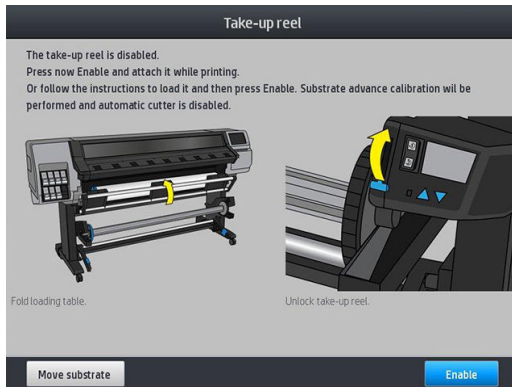 Take-up reel
The take-up reel is disabled.
Press now Enable and attach it while printing.
Or follow the instructions to load it and then press Enable. Substrate advance calibration wil be
performed and automatic cutter is disabled.
Fold loading table.
Unlock take-up reel.
Move substrate
Enable